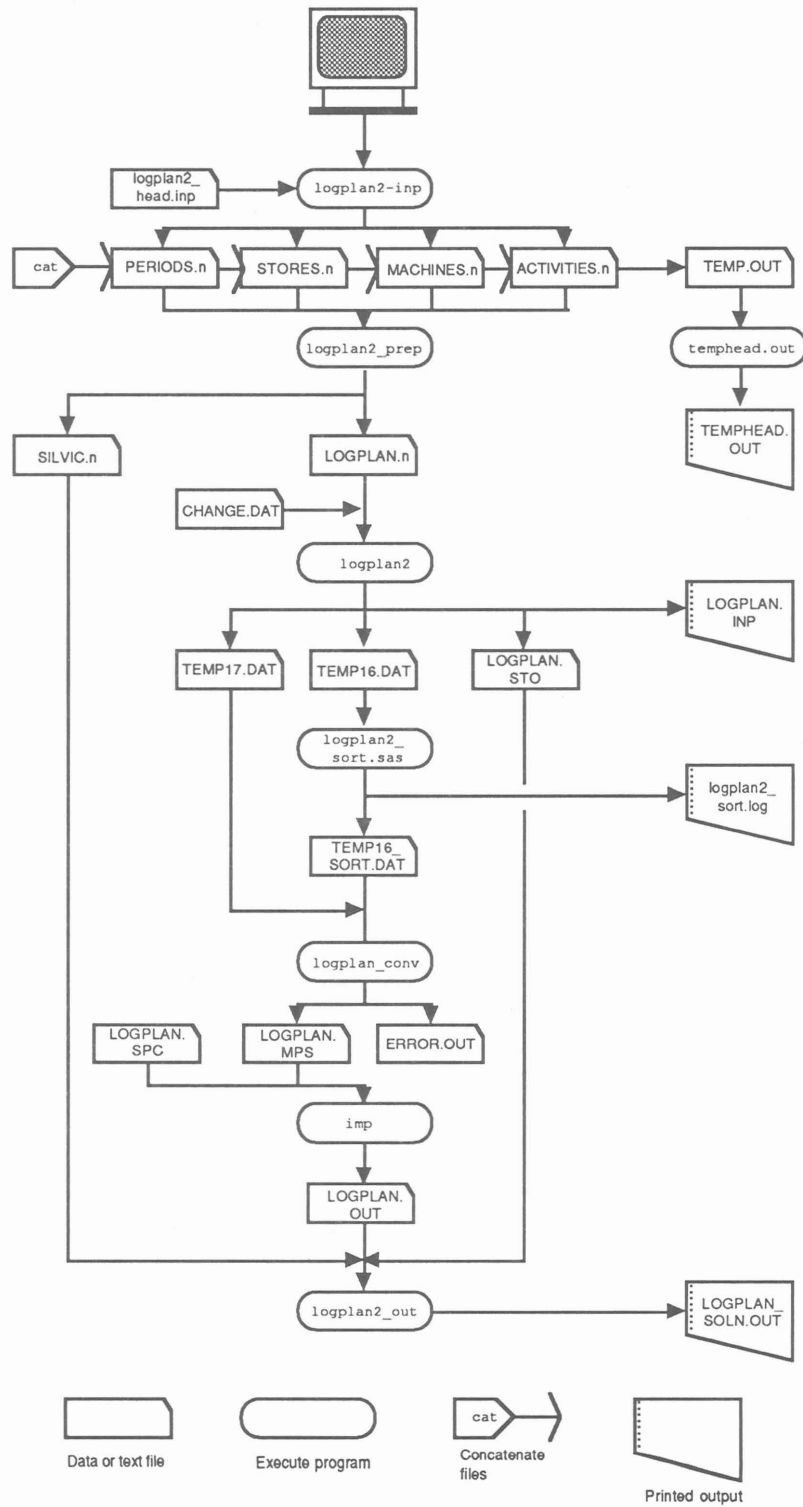 logplan2_
head.inp
logplan2-inp
cat
PERIODS.n
STORES.n
MACHINES.n
ACTIVITIES.n
TEMP.OUT
logplan2_prep
temphead.out
TEMPHEAD.
OUT
SILVIC.n
LOGPLAN.n
CHANGE.DAT
logplan2
LOGPLAN.
INP
TEMP17.DAT
TEMP16.DAT
LOGPLAN.
STO
logplan2_
sort.sas
logplan2_
sort.log
TEMP16_
SORT.DAT
logplan_conv
LOGPLAN.
SPC
LOGPLAN.
MPS
ERROR.OUT
imp
LOGPLAN.
OUT
logplan2_out
LOGPLAN_
SOLN.OUT
cat
Data or text file
Execute program
Concatenate
files
Printed output